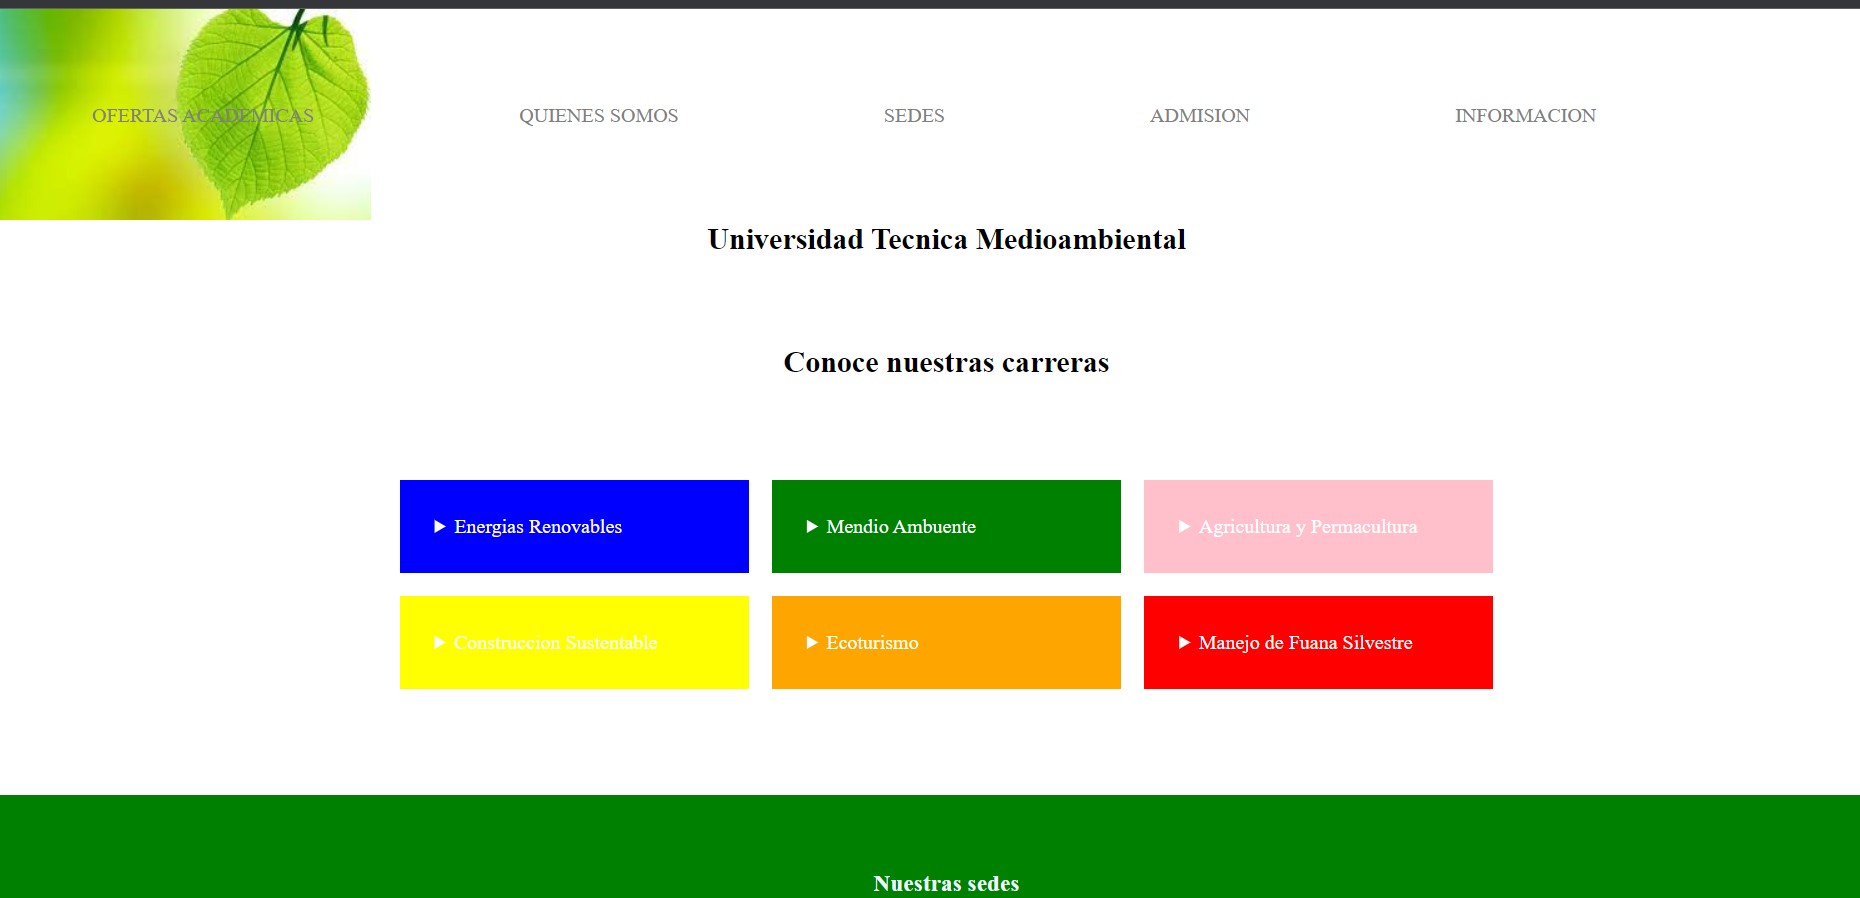 OFERTAS ACADEMICAS QUIENES SOMOS SEDES ADMISION INFORMACION
Universidad Tecnica Medioambiental
Conoce nuestras carreras
Energias Renovables
Mendio Ambuente
Agricultura y Permacultura
Construccion Sustentable
Ecoturismo
Manejo de Fuana Silvestre
Nuestras sedes